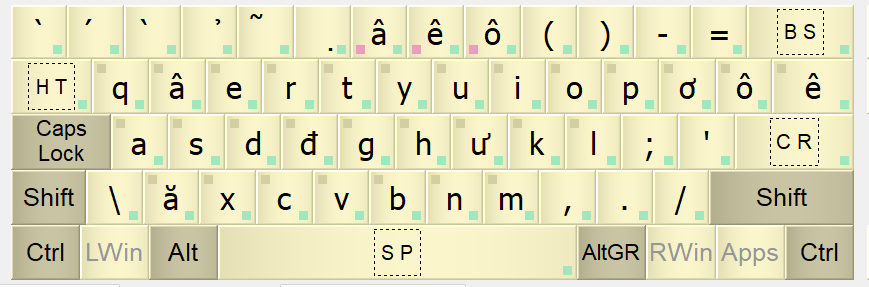 ` ´ ` ̉ ˜ . â ê ô ( ) - = BS
HT q â e r t y u i o p ơ ô ê
Caps Lock a s d đ g h ư k l ; ' CR
Shift \ ă x c v b n m , . / Shift
Ctrl LWin Alt SP AltGR RWin Apps Ctrl